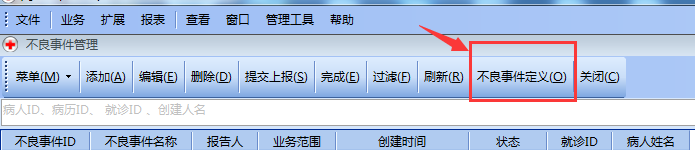 文件 业务 扩展 报表 查看 窗口 管理工具 帮助
不良事件管理
菜单(M) 添加(A) 编辑(E) 删除(D) 提交上报(S) 完成(E) 过滤(F) 刷新(R) 不良事件定义(O) 关闭(C)
病人ID、病历ID、 就诊ID 、创建人名
不良事件ID 不良事件名称 报告人 业务范围 创建时间 状态 就诊ID 病人姓名